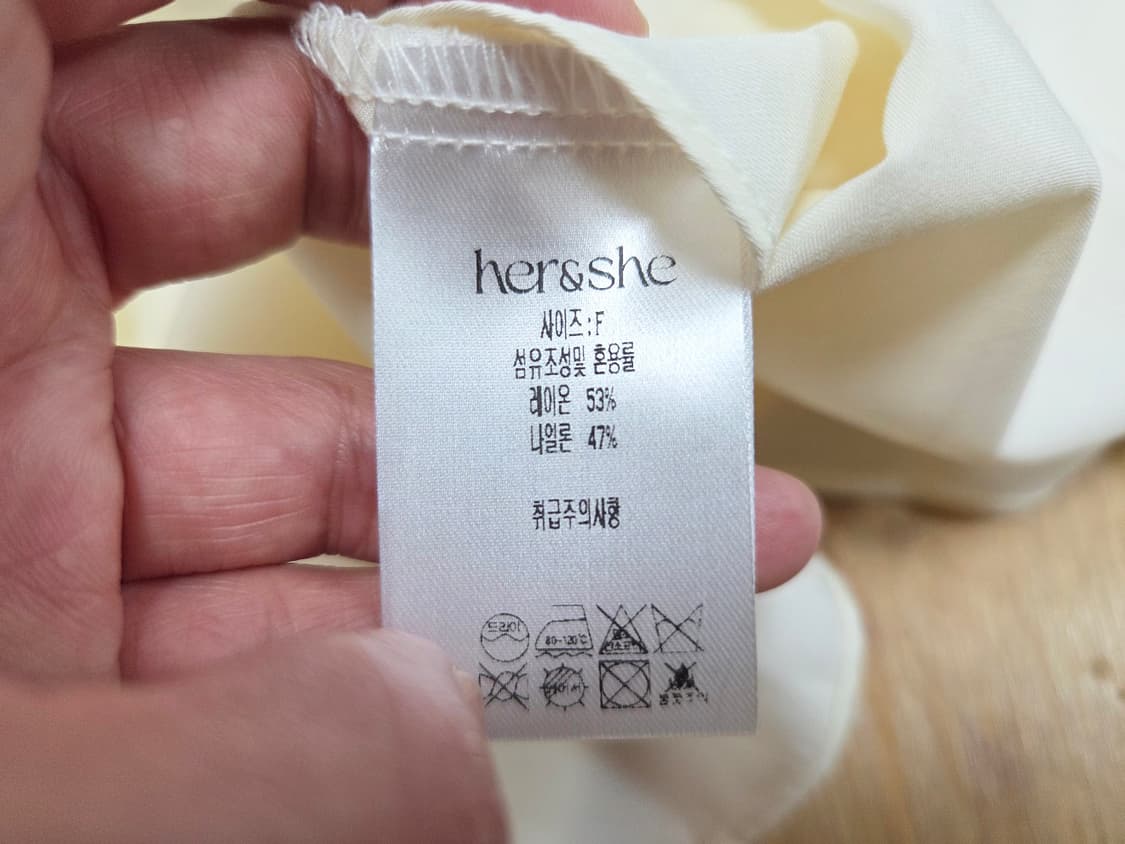 her&she
사이즈:F
섬유조성및 혼용률
레이온 53%
나일론 47%
취급주의사항
드라이
80~120℃